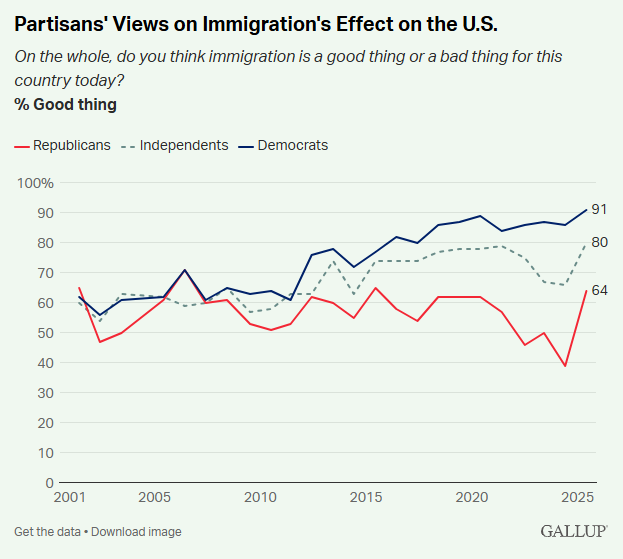 Partisans' Views on Immigration's Effect on the U.S.
On the whole, do you think immigration is a good thing or a bad thing for this
country today?
% Good thing
Republicans Independents Democrats
100%
90
80
70
60
50
40
30
20
10
0
91
80
64
2001 2005 2010 2015 2020 2025
Get the data • Download image
GALLUP®